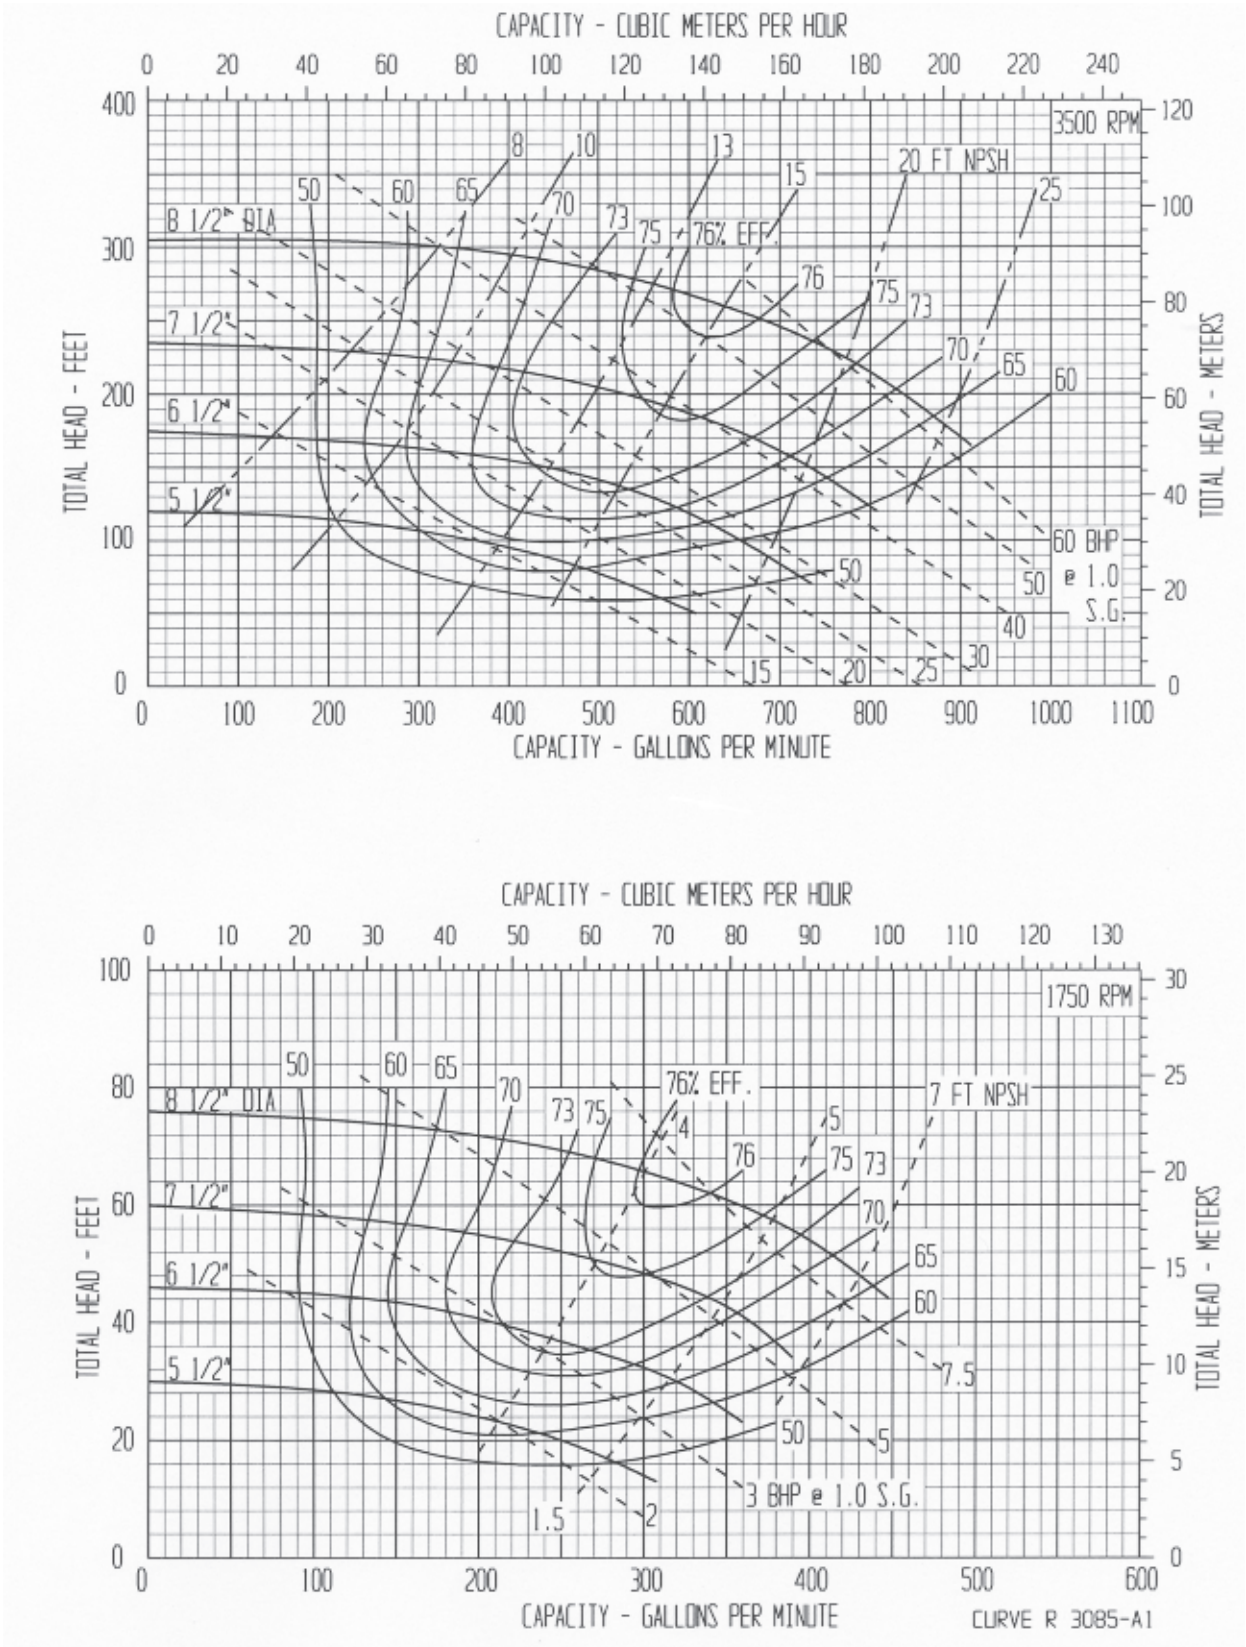 CAPACITY - CUBIC METERS PER HOUR
0 20 40 60 80 100 120 140 160 180 200 220 240
400 120
3500 RPM
8 10 13 20 FT NPSH
15
50 60 65 25
70 100
8 1/2" DIA 73 75 76% EFF.
300
76 75 80
73
7 1/2"
70 65 60
200 60
6 1/2"
40
5 1/2"
100 60 BHP
50 50 @ 1.0
20
40 S.G.
30
15 20 25
0 0
0 100 200 300 400 500 600 700 800 900 1000 1100
CAPACITY - GALLONS PER MINUTE
TOTAL HEAD - FEET
TOTAL HEAD - METERS
CAPACITY - CUBIC METERS PER HOUR
0 10 20 30 40 50 60 70 80 90 100 110 120 130
100 30
1750 RPM
50 60 65 25
80 70 76% EFF. 7 FT NPSH
8 1/2" DIA 73 75 4 5
76 75 73 20
7 1/2"
60 70
65 15
6 1/2"
60
40
5 1/2" 10
7.5
20 50 5 5
3 BHP @ 1.0 S.G.
1.5 2
0 0
0 100 200 300 400 500 600
CAPACITY - GALLONS PER MINUTE
CURVE R 3085-A1
TOTAL HEAD - FEET
TOTAL HEAD - METERS